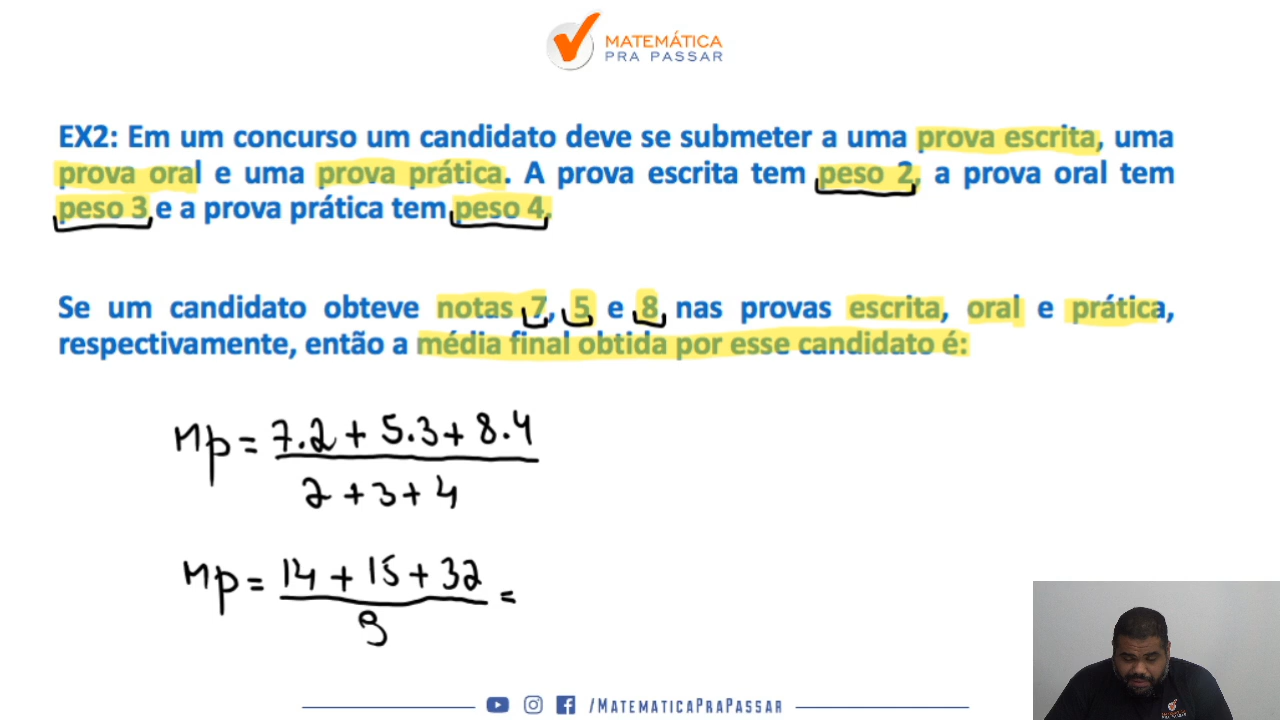 MATEMÁTICA
PRA PASSAR
EX2: Em um concurso um candidato deve se submeter a uma prova escrita, uma
prova oral e uma prova prática. A prova escrita tem peso 2, a prova oral tem
peso 3 e a prova prática tem peso 4.
Se um candidato obteve notas 7, 5 e 8 nas provas escrita, oral e prática,
respectivamente, então a média final obtida por esse candidato é:
Mp = 7.2 + 5.3 + 8.4
2 + 3 + 4
Mp = 14 + 15 + 32 =
9
/MATEMATICAPRAPASSAR